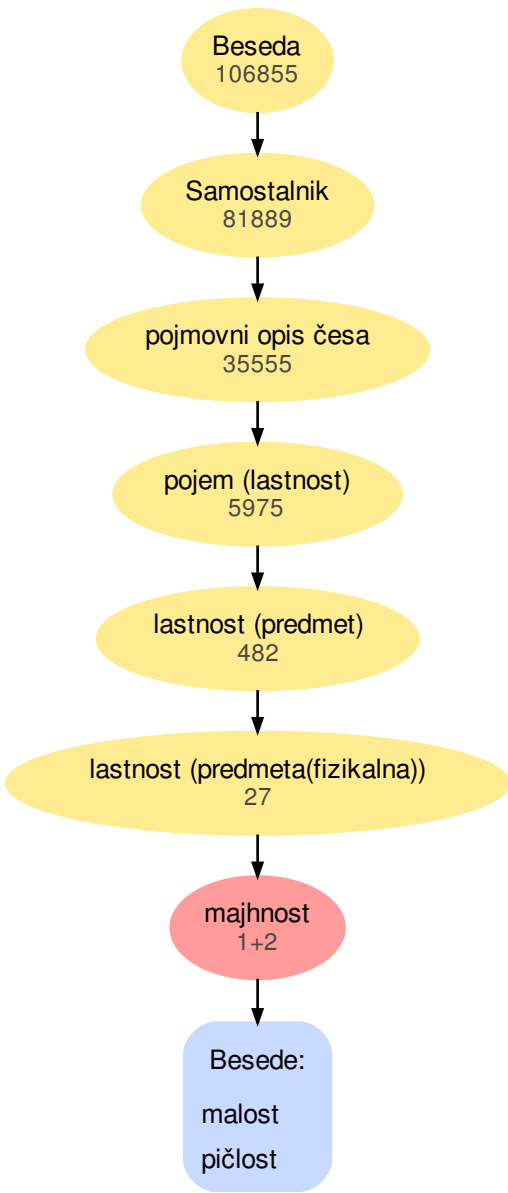 Beseda
106855
Samostalnik
81889
pojmovni opis česa
35555
pojem (lastnost)
5975
lastnost (predmet)
482
lastnost (predmeta(fizikalna))
27
majhnost
1+2
Besede:
malost
pičlost